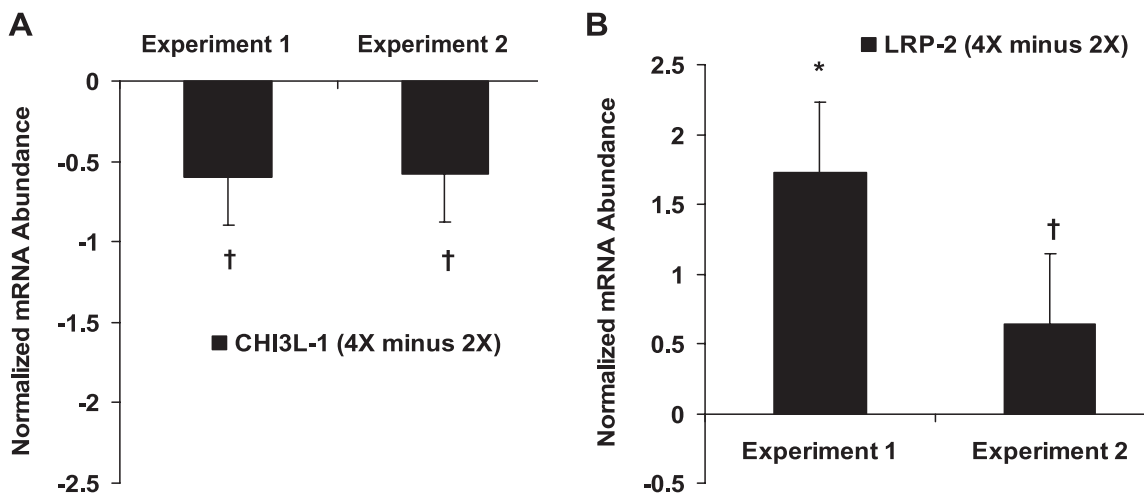 A
Experiment 1 Experiment 2
Normalized mRNA Abundance
0
-0.5
-1
-1.5
-2
-2.5
†
†
CHI3L-1 (4X minus 2X)
B
LRP-2 (4X minus 2X)
Normalized mRNA Abundance
2.5
2
1.5
1
0.5
0
-0.5
*
†
Experiment 1 Experiment 2